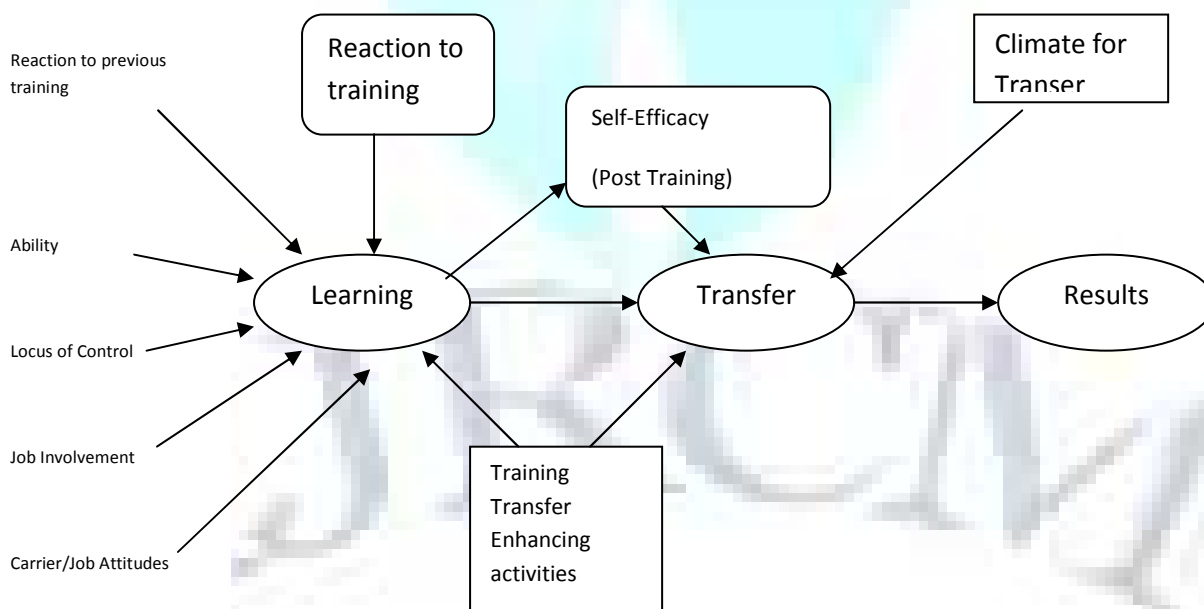 Reaction to previous
training
Reaction to
training
Climate for
Transer
Self-Efficacy
(Post Training)
Ability
Learning
Transfer
Results
Locus of Control
Job Involvement
Training
Transfer
Enhancing
activities
Carrier/Job Attitudes